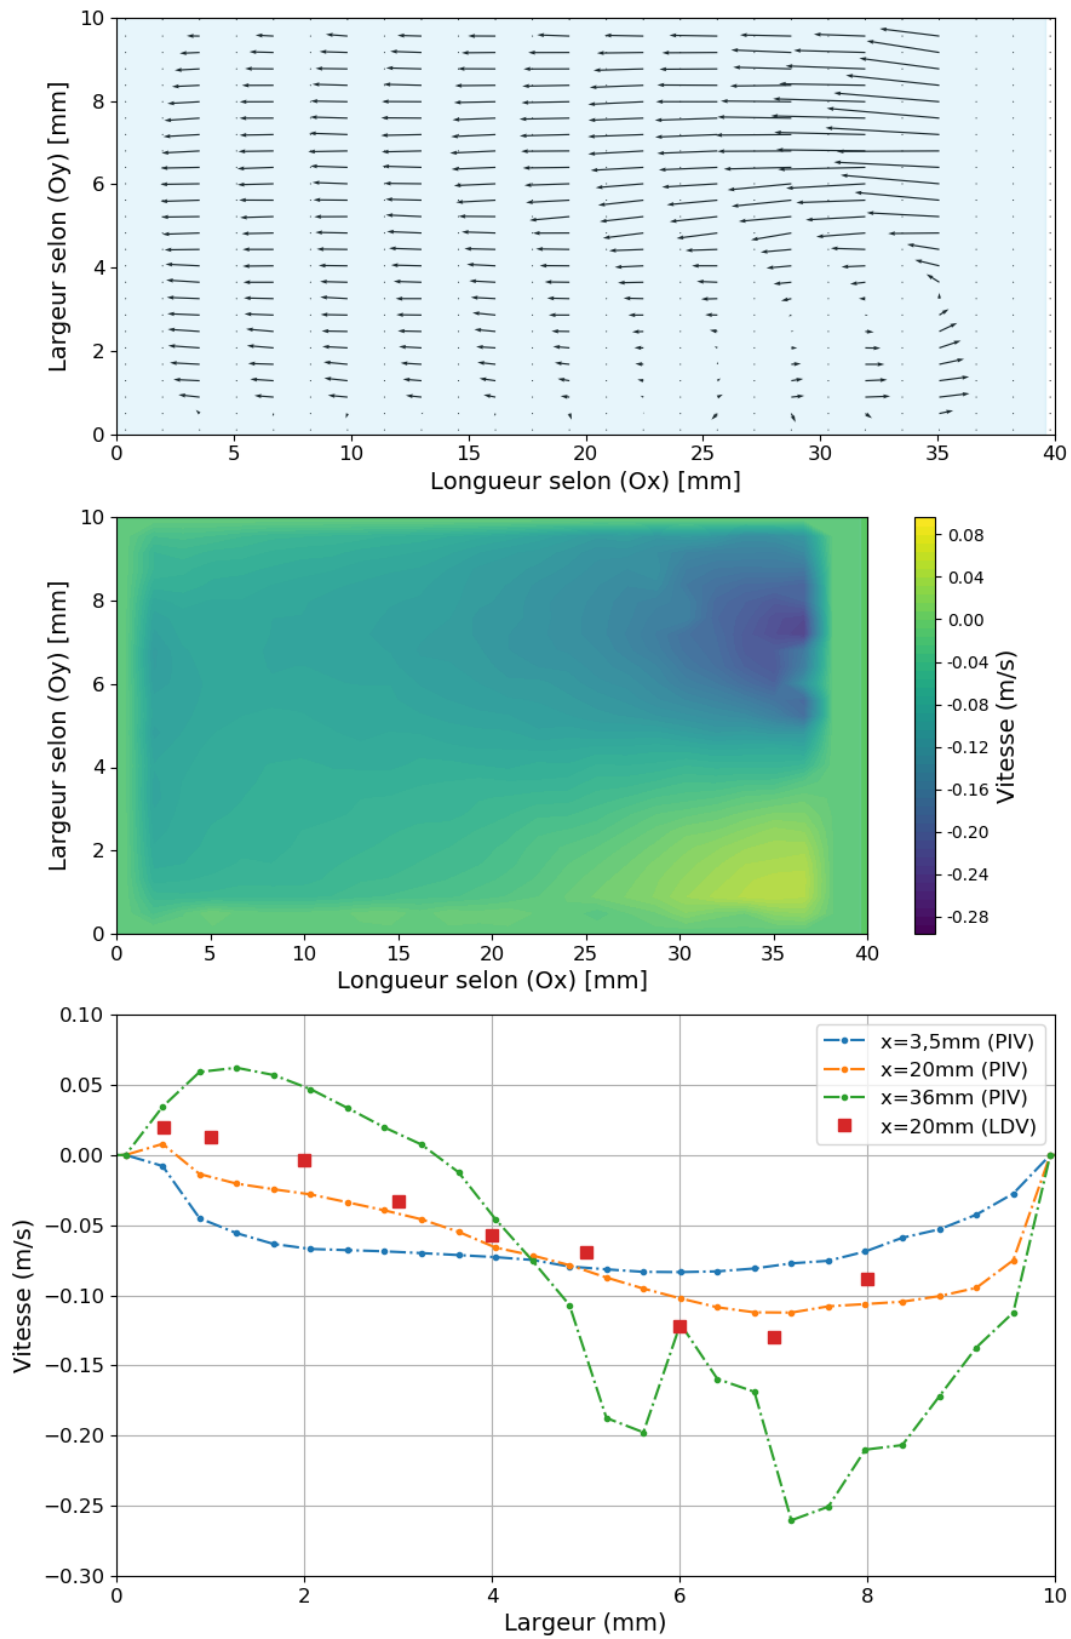 10
8
6
4
2
0
Largeur selon (Oy) [mm]
0 5 10 15 20 25 30 35 40
Longueur selon (Ox) [mm]
10
8
6
4
2
0
Largeur selon (Oy) [mm]
0 5 10 15 20 25 30 35 40
Longueur selon (Ox) [mm]
0.08
0.04
0.00
-0.04
-0.08
-0.12
-0.16
-0.20
-0.24
-0.28
Vitesse (m/s)
0.10
0.05
0.00
−0.05
−0.10
−0.15
−0.20
−0.25
−0.30
Vitesse (m/s)
x=3,5mm (PIV)
x=20mm (PIV)
x=36mm (PIV)
x=20mm (LDV)
0 2 4 6 8 10
Largeur (mm)